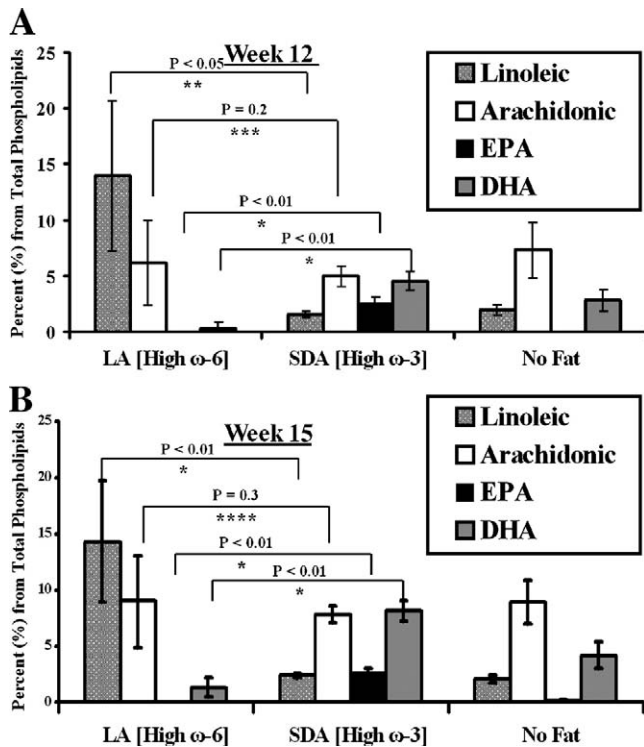 A
Week 12
Percent (%) from Total Phospholipids
25
20
15
10
5
0
P < 0.05
**
P = 0.2
***
P < 0.01
*
P < 0.01
*
Linoleic
Arachidonic
EPA
DHA
LA [High ω-6]
SDA [High ω-3]
No Fat
B
Week 15
Percent (%) from Total Phospholipids
25
20
15
10
5
0
P < 0.01
*
P = 0.3
****
P < 0.01
*
P < 0.01
*
Linoleic
Arachidonic
EPA
DHA
LA [High ω-6]
SDA [High ω-3]
No Fat